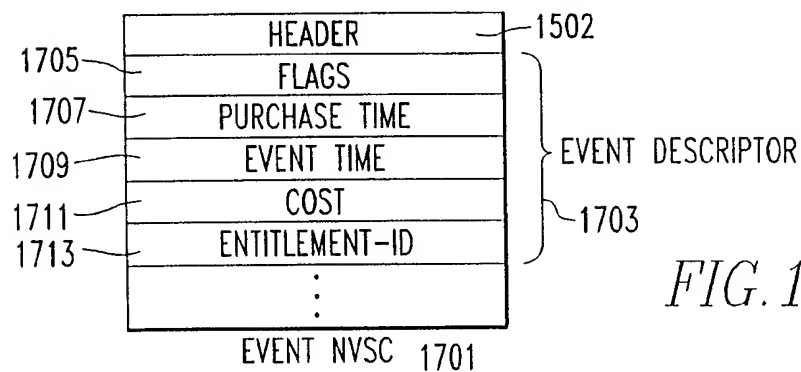 HEADER 1502
1705 FLAGS
1707 PURCHASE TIME
1709 EVENT TIME EVENT DESCRIPTOR
1711 COST 1703
1713 ENTITLEMENT-ID
FIG. 1
EVENT NVSC 1701